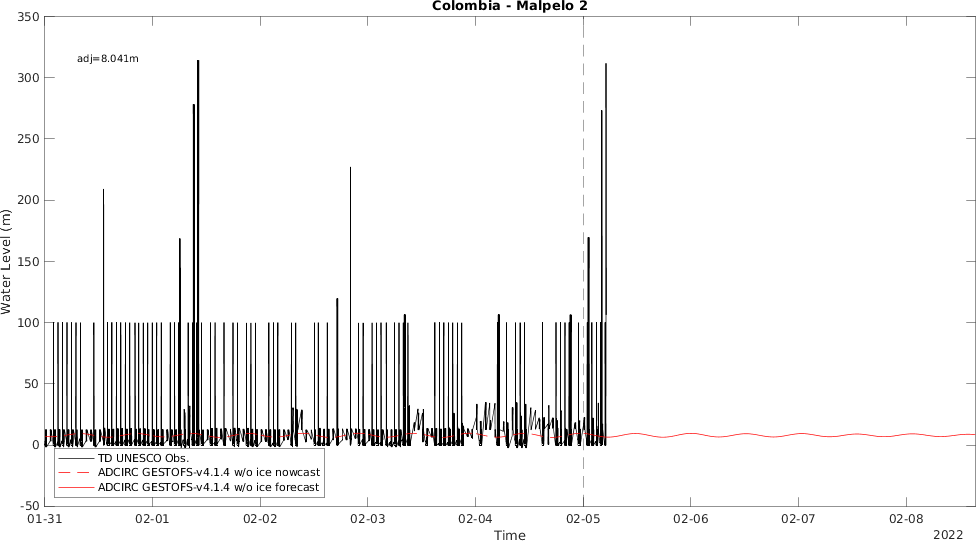 Colombia - Malpelo 2
adj=8.041m
Water Level (m)
350
300
250
200
150
100
50
0
-50
TD UNESCO Obs.
ADCIRC GESTOFS-v4.1.4 w/o ice nowcast
ADCIRC GESTOFS-v4.1.4 w/o ice forecast
01-31 02-01 02-02 02-03 02-04 02-05 02-06 02-07 02-08
Time
2022